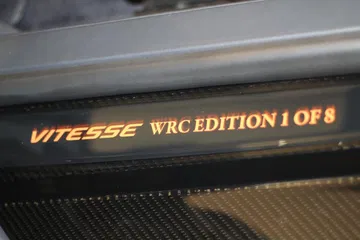 VITESSE WRC EDITION 1 OF 8